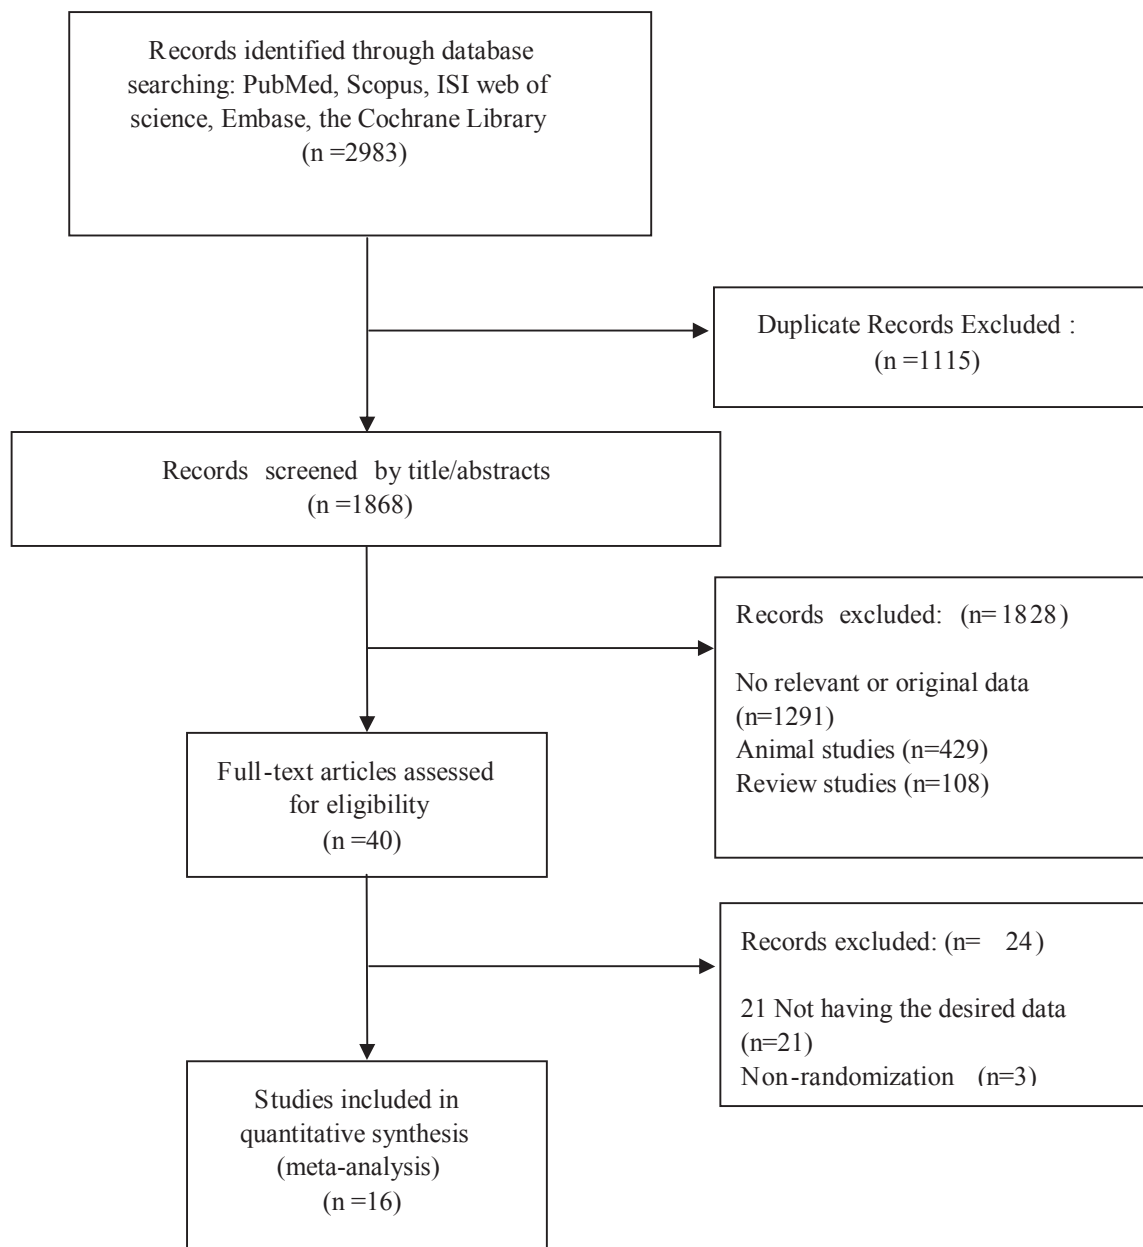 Records identified through database
searching: PubMed, Scopus, ISI web of
science, Embase, the Cochrane Library
(n =2983)
Duplicate Records Excluded :
(n =1115)
Records screened by title/abstracts
(n =1868)
Records excluded: (n=1828)
No relevant or original data
(n=1291)
Animal studies (n=429)
Review studies (n=108)
Full-text articles assessed
for eligibility
(n =40)
Records excluded: (n= 24)
21 Not having the desired data
(n=21)
Non-randomization (n=3)
Studies included in
quantitative synthesis
(meta-analysis)
(n =16)